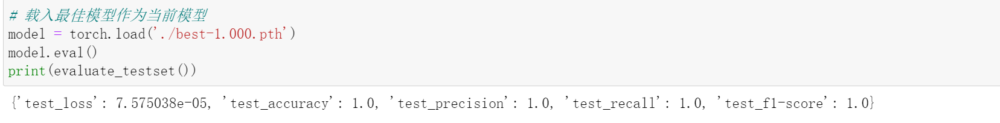 # 载入最佳模型作为当前模型
model = torch.load('./best-1.000.pth')
model.eval()
print(evaluate_testset())
{'test_loss': 7.575038e-05, 'test_accuracy': 1.0, 'test_precision': 1.0, 'test_recall': 1.0, 'test_f1-score': 1.0}